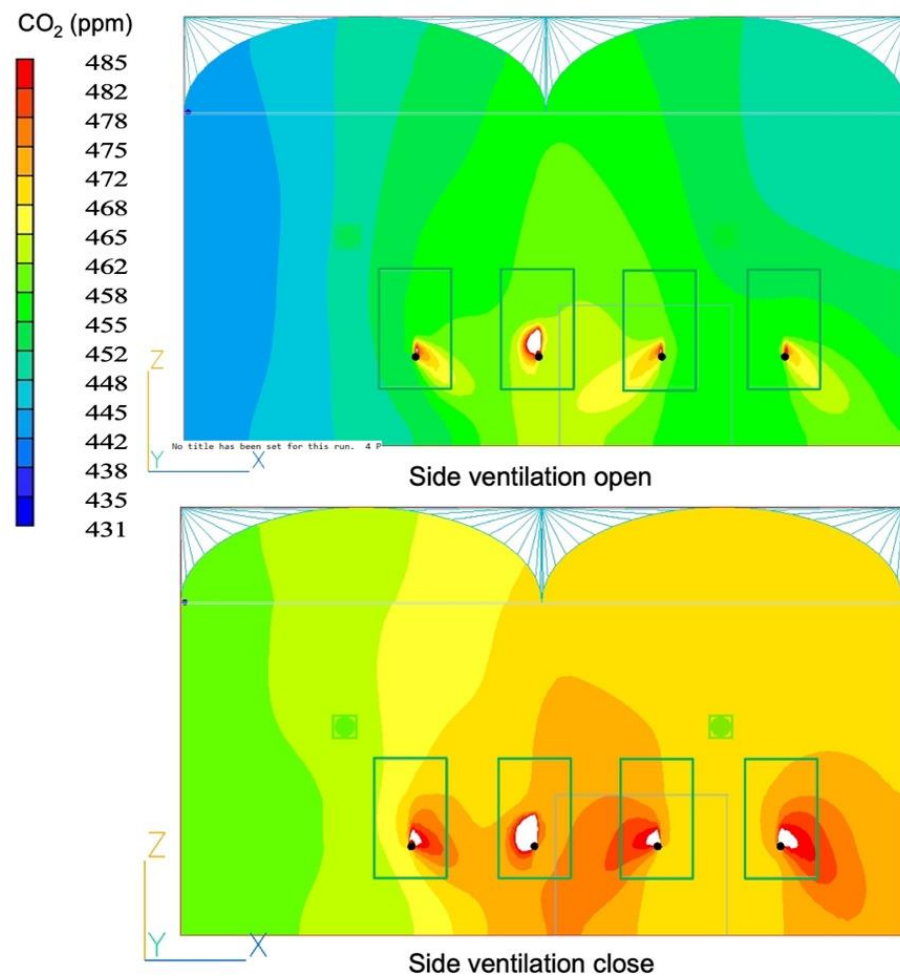 CO2 (ppm)
485
482
478
475
472
468
465
462
458
455
452
448
445
442
438
435
431
Z
Y
X
No title has been set for this run. 4 P
Side ventilation open
Z
Y
X
Side ventilation close